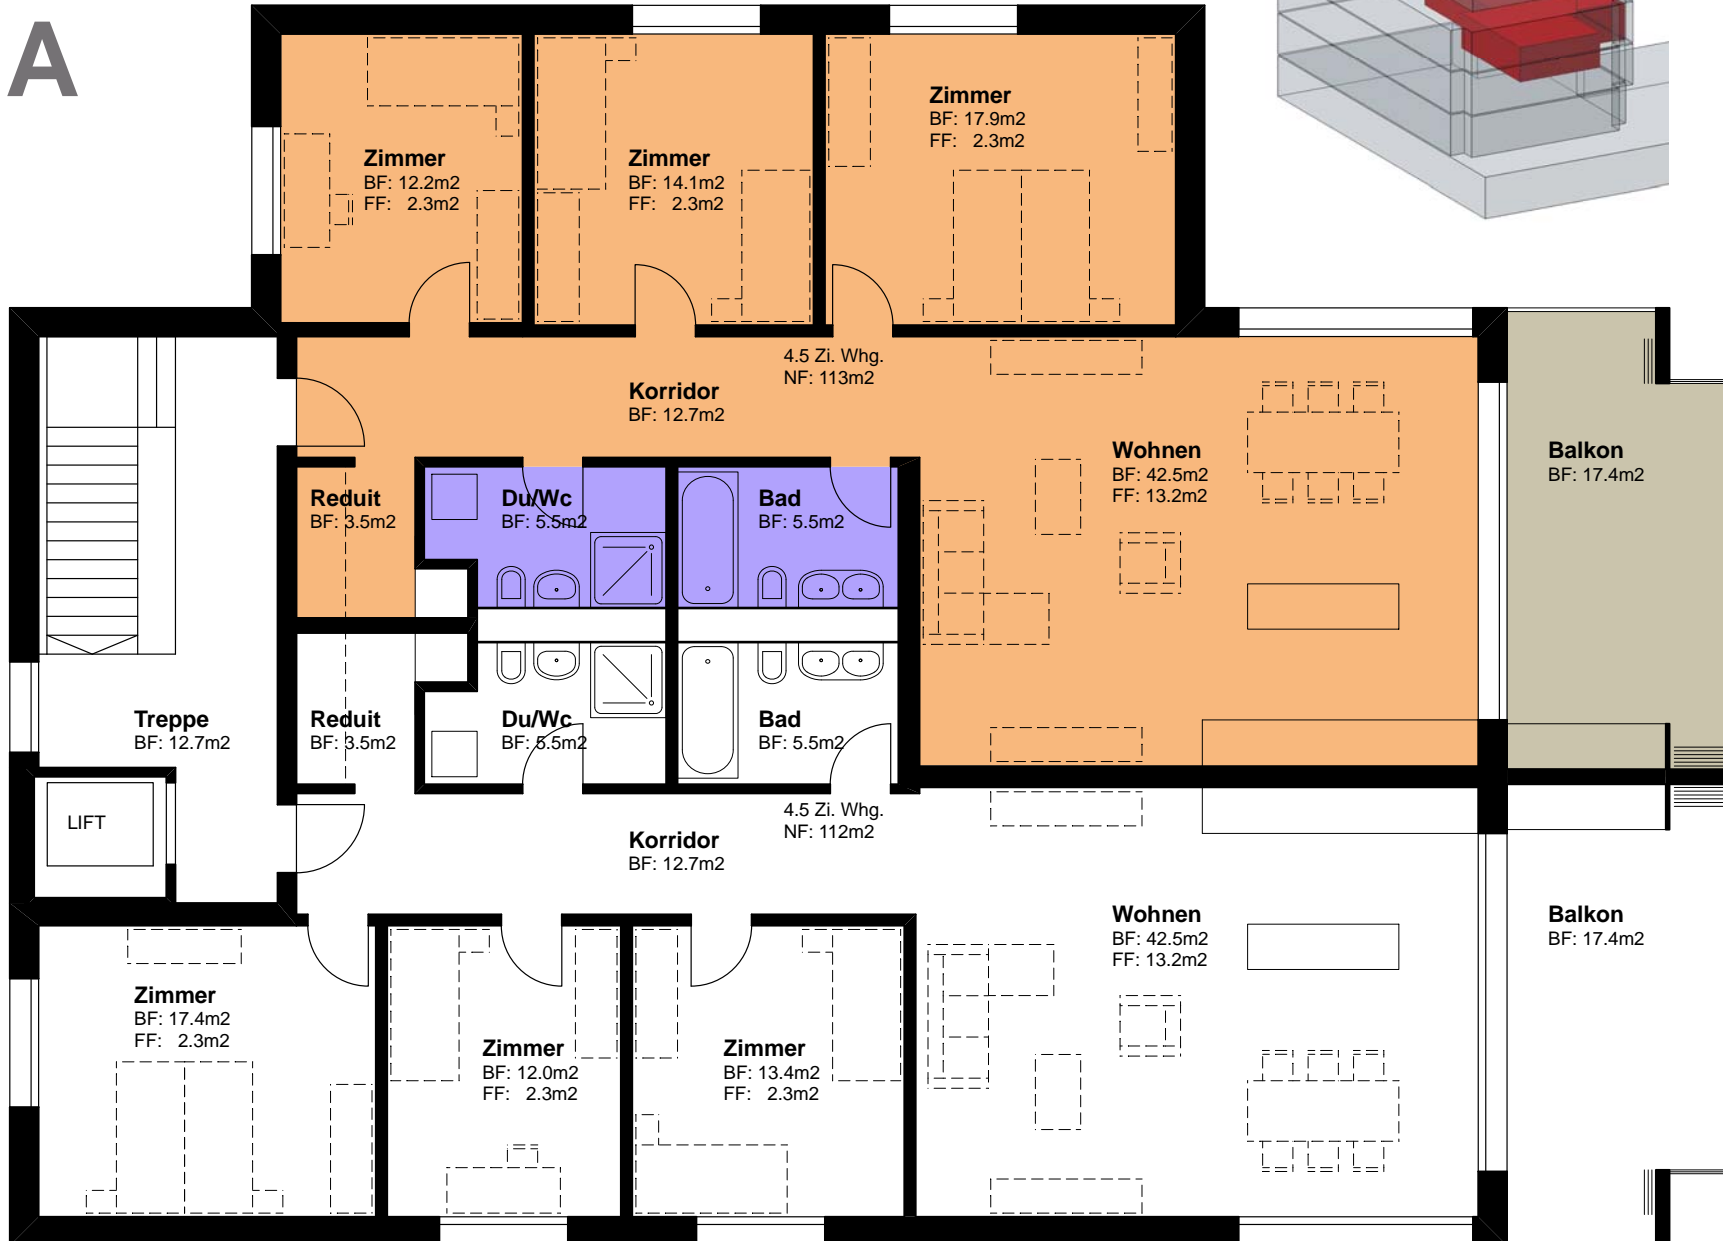 A
Zimmer
BF: 17.9m2
FF: 2.3m2
Zimmer
BF: 12.2m2
FF: 2.3m2
Zimmer
BF: 14.1m2
FF: 2.3m2
4.5 Zi. Whg.
NF: 113m2
Korridor
BF: 12.7m2
Wohnen
BF: 42.5m2
FF: 13.2m2
Balkon
BF: 17.4m2
Reduit
BF: 3.5m2
Du/Wc
BF: 5.5m2
Bad
BF: 5.5m2
Treppe
BF: 12.7m2
Reduit
BF: 3.5m2
Du/Wc
BF: 5.5m2
Bad
BF: 5.5m2
LIFT
4.5 Zi. Whg.
NF: 112m2
Korridor
BF: 12.7m2
Wohnen
BF: 42.5m2
FF: 13.2m2
Balkon
BF: 17.4m2
Zimmer
BF: 17.4m2
FF: 2.3m2
Zimmer
BF: 12.0m2
FF: 2.3m2
Zimmer
BF: 13.4m2
FF: 2.3m2